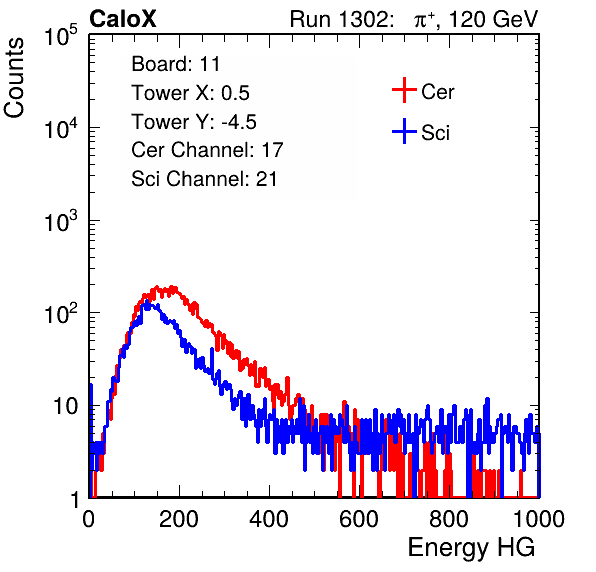 CaloX Run 1302: π⁺, 120 GeV
Counts
Board: 11
Tower X: 0.5
Tower Y: -4.5
Cer Channel: 17
Sci Channel: 21
Cer
Sci
10⁵
10⁴
10³
10²
10
1
0 200 400 600 800 1000
Energy HG